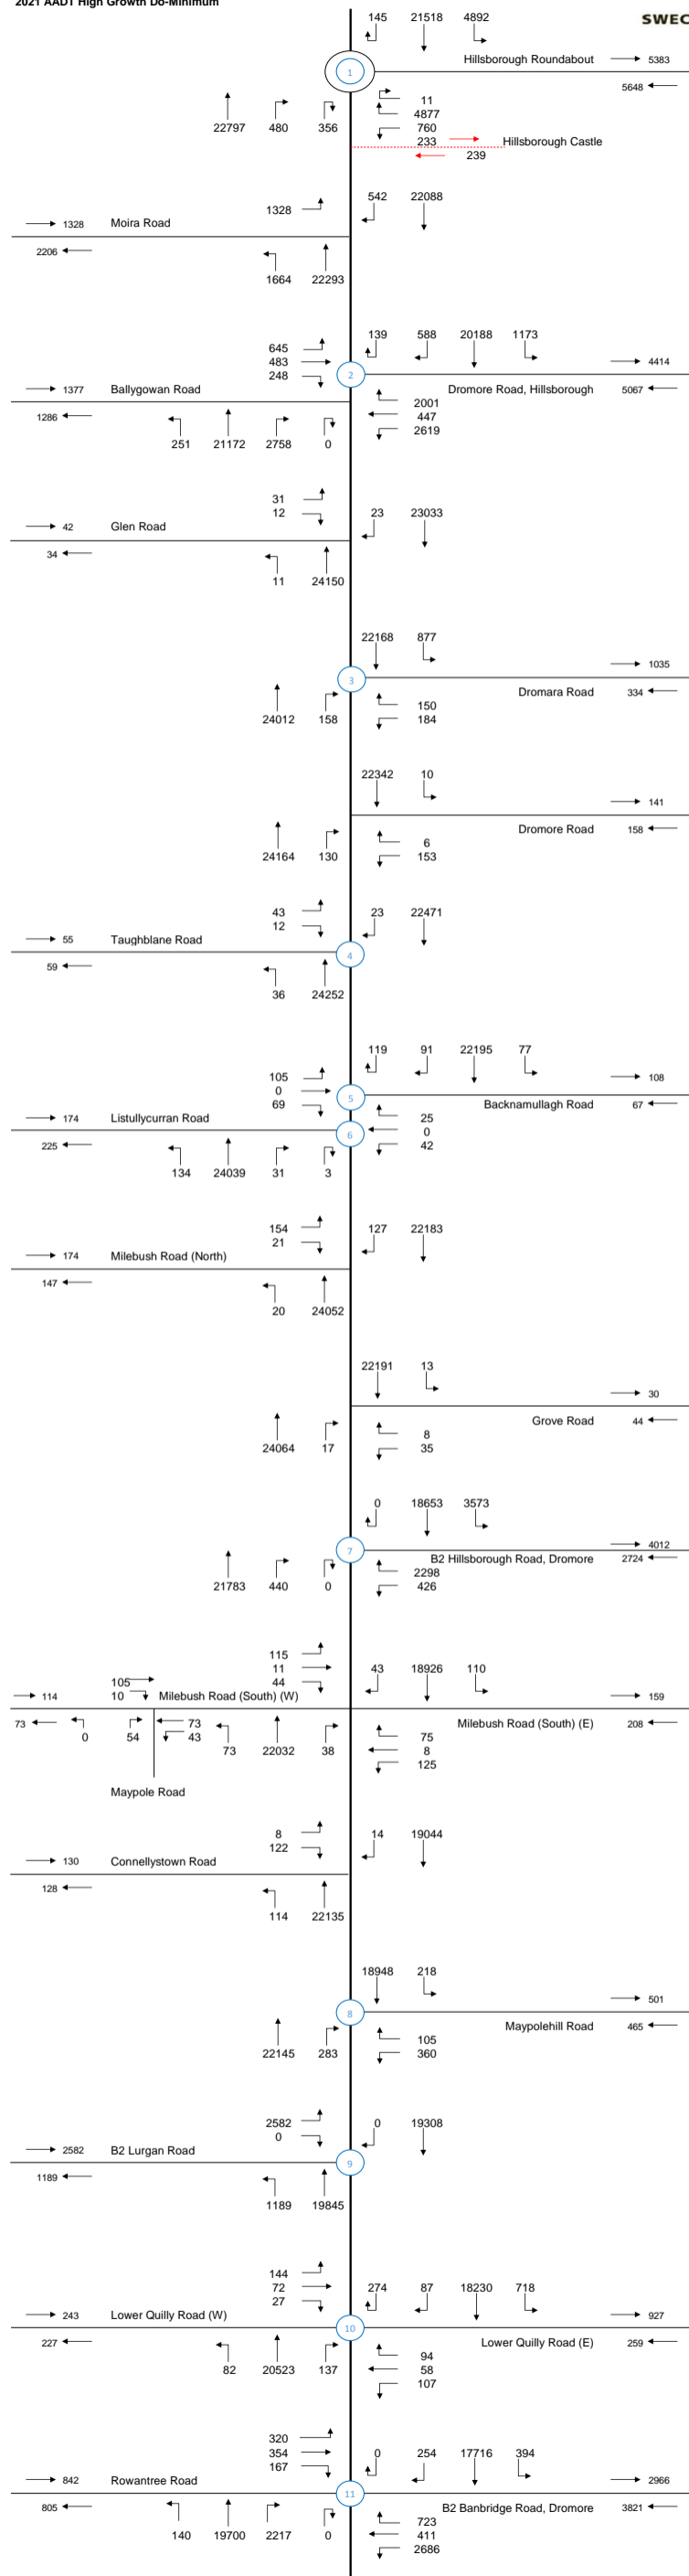 2021 AADT High Growth Do-Minimum
SWEC
145 21518 4892
Hillsborough Roundabout
5383
1
5648
11
4877
760
233
22797 480 356
Hillsborough Castle
239
1328
542 22088
1328 Moira Road
2206
1664 22293
645
483
248
139 588 20188 1173
4414
2
1377 Ballygowan Road
Dromore Road, Hillsborough 5067
1286
2001
447
2619
251 21172 2758 0
31
12
23 23033
42 Glen Road
34
11 24150
22168 877
1035
3
Dromara Road 334
24012 158
150
184
22342 10
141
Dromore Road 158
24164 130
6
153
43
12
23 22471
55 Taughblane Road
4
59
36 24252
119 91 22195 77
105
0
69
108
5
Backnamullagh Road 67
174 Listullycurran Road
6
225
25
0
42
134 24039 31 3
154
21
127 22183
174 Milebush Road (North)
147
20 24052
22191 13
30
Grove Road 44
24064 17
8
35
0 18653 3573
4012
7
B2 Hillsborough Road, Dromore 2724
21783 440 0
2298
426
115
11
44
43 18926 110
105
10
114 Milebush Road (South) (W)
159
73
0 54
73
43
73 22032 38
Milebush Road (South) (E) 208
75
8
125
Maypole Road
8
122
14 19044
130 Connellystown Road
128
114 22135
18948 218
501
8
Maypolehill Road 465
22145 283
105
360
2582
0
0 19308
2582 B2 Lurgan Road
9
1189
1189 19845
144
72
27
274 87 18230 718
243 Lower Quilly Road (W)
927
10
227
Lower Quilly Road (E) 259
82 20523 137
94
58
107
320
354
167
0 254 17716 394
842 Rowantree Road
2966
11
805
B2 Banbridge Road, Dromore 3821
140 19700 2217 0
723
411
2686